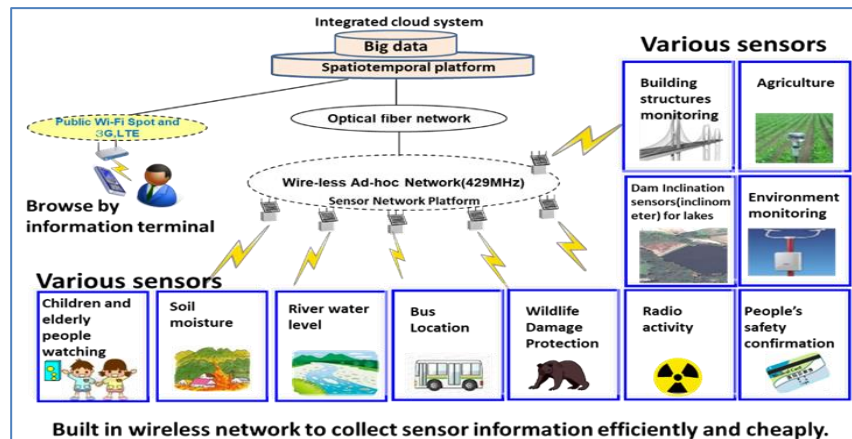 Integrated cloud system
Big data
Spatiotemporal platform
Various sensors
Building
structures
monitoring
Agriculture
Public Wi-Fi Spot and
3G,LTE
Optical fiber network
Wire-less Ad-hoc Network(429MHz)
Sensor Network Platform
Dam Inclination
sensors(inclinom
eter) for lakes
Environment
monitoring
Browse by
information terminal
Various sensors
Children and
elderly
people
watching
Soil
moisture
River water
level
Bus
Location
Wildlife
Damage
Protection
Radio
activity
People's
safety
confirmation
Built in wireless network to collect sensor information efficiently and cheaply.